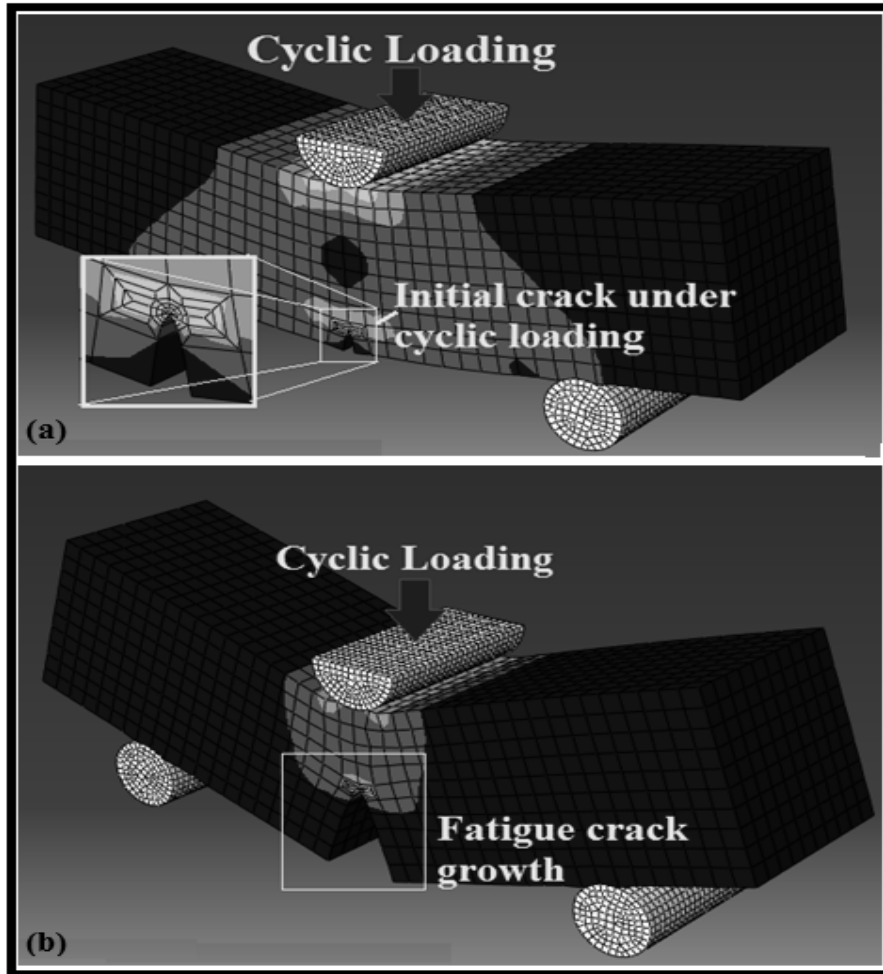 Cyclic Loading
Initial crack under
cyclic loading
(a)
Cyclic Loading
Fatigue crack
growth
(b)